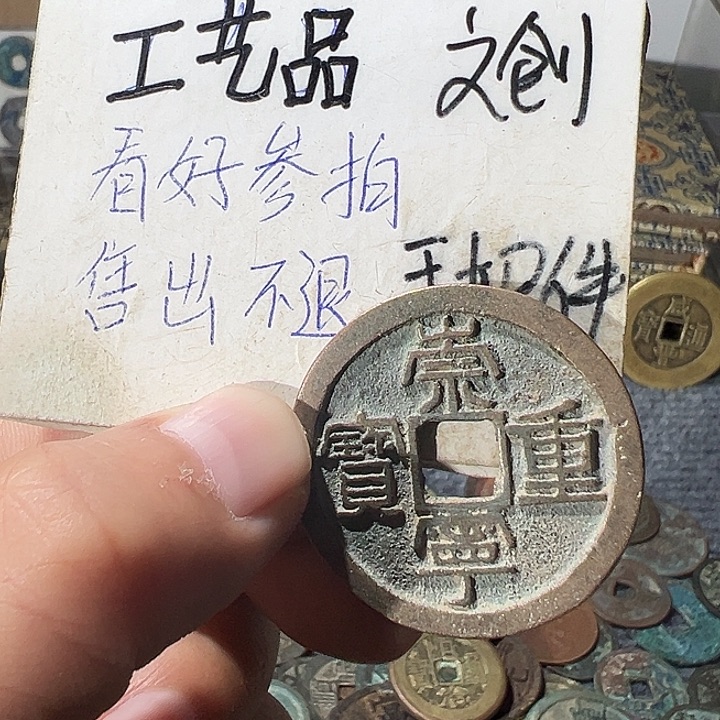 工艺品 文创
看好参拍
售出不退
崇寧重寶